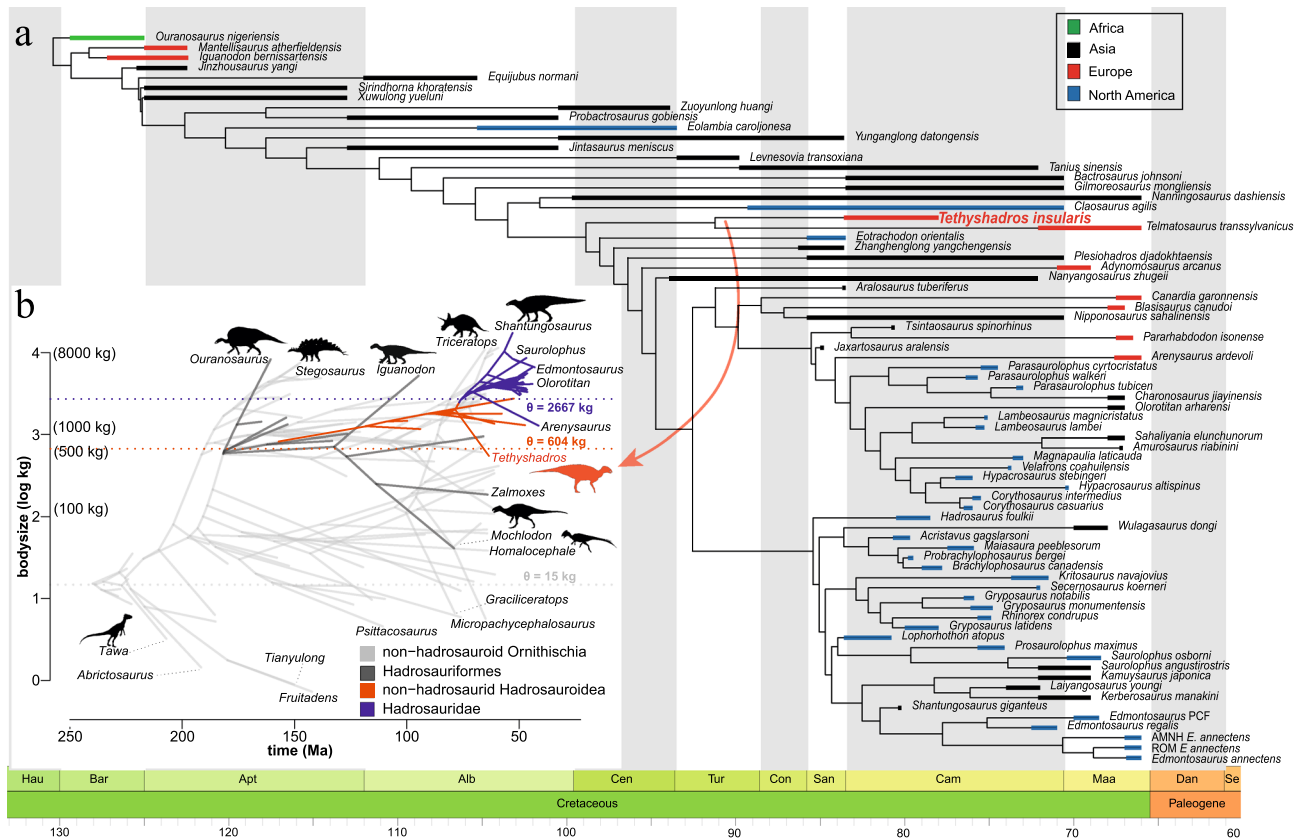 a
Africa
Asia
Europe
North America
Ouranosaurus nigeriensis
Mantellisaurus atherfieldensis
Iguanodon bernissartensis
Jinzhousaurus yangi
Equijubus normani
Sirindhorna khoratensis
Xuwulong yueluni
Zuoyunlong huangi
Probactrosaurus gobiensis
Eolambia caroljonesa
Yunganglong datongensis
Jintasaurus meniscus
Levnesovia transoxiana
Tanius sinensis
Bactrosaurus johnsoni
Gilmoreosaurus mongliensis
Nanningosaurus dashiensis
Claosaurus agilis
Tethyshadros insularis
Telmatosaurus transsylvanicus
Eotrachodon orientalis
Zhanghenglong yangchengensis
Plesiohadros djadokhtaensis
Adynomosaurus arcanus
Nanyangosaurus zhugeii
Aralosaurus tuberiferus
Canardia garonnensis
Blasisaurus canudoi
Nipponosaurus sahalinensis
Tsintaosaurus spinorhinus
Pararhabdodon isonense
Jaxartosaurus aralensis
Arenysaurus ardevoli
Parasaurolophus cyrtocristatus
Parasaurolophus walkeri
Parasaurolophus tubicen
Charonosaurus jiayinensis
Olorotitan arharensi
Lambeosaurus magnicristatus
Lambeosaurus lambei
Sahaliyania elunchunorum
Amurosaurus riabinini
Magnapaulia laticauda
Velafrons coahuilensis
Hypacrosaurus stebingeri
Hypacrosaurus altispinus
Corythosaurus intermedius
Corythosaurus casuarius
Hadrosaurus foulkii
Wulagasaurus dongi
Acristavus gagslarsoni
Maiasaura peeblesorum
Probrachylophosaurus bergei
Brachylophosaurus canadensis
Kritosaurus navajovius
Secernosaurus koerneri
Gryposaurus notabilis
Gryposaurus monumentensis
Rhinorex condrupus
Gryposaurus latidens
Lophorhothon atopus
Prosaurolophus maximus
Saurolophus osborni
Saurolophus angustirostris
Kamuysaurus japonica
Laiyangosaurus youngi
Kerberosaurus manakini
Shantungosaurus giganteus
Edmontosaurus PCF
Edmontosaurus regalis
AMNH E. annectens
ROM E annectens
Edmontosaurus annectens
b
Shantungosaurus
Triceratops
Saurolophus
Ouranosaurus
Stegosaurus
Iguanodon
Edmontosaurus
Olorotitan
θ = 2667 kg
Arenysaurus
θ = 604 kg
Tethyshadros
Zalmoxes
Mochlodon
Homalocephale
θ = 15 kg
Graciliceratops
Micropachycephalosaurus
Psittacosaurus
Tawa
Abrictosaurus
Tianyulong
Fruitadens
non-hadrosauroid Ornithischia
Hadrosauriformes
non-hadrosaurid Hadrosauroidea
Hadrosauridae
bodysize (log kg)
4 (8000 kg)
(1000 kg)
3
(500 kg)
(100 kg)
2
1
0
250 200 150 100 50
time (Ma)
Hau Bar Apt Alb Cen Tur Con San Cam Maa Dan Se
Cretaceous Paleogene
130 120 110 100 90 80 70 60